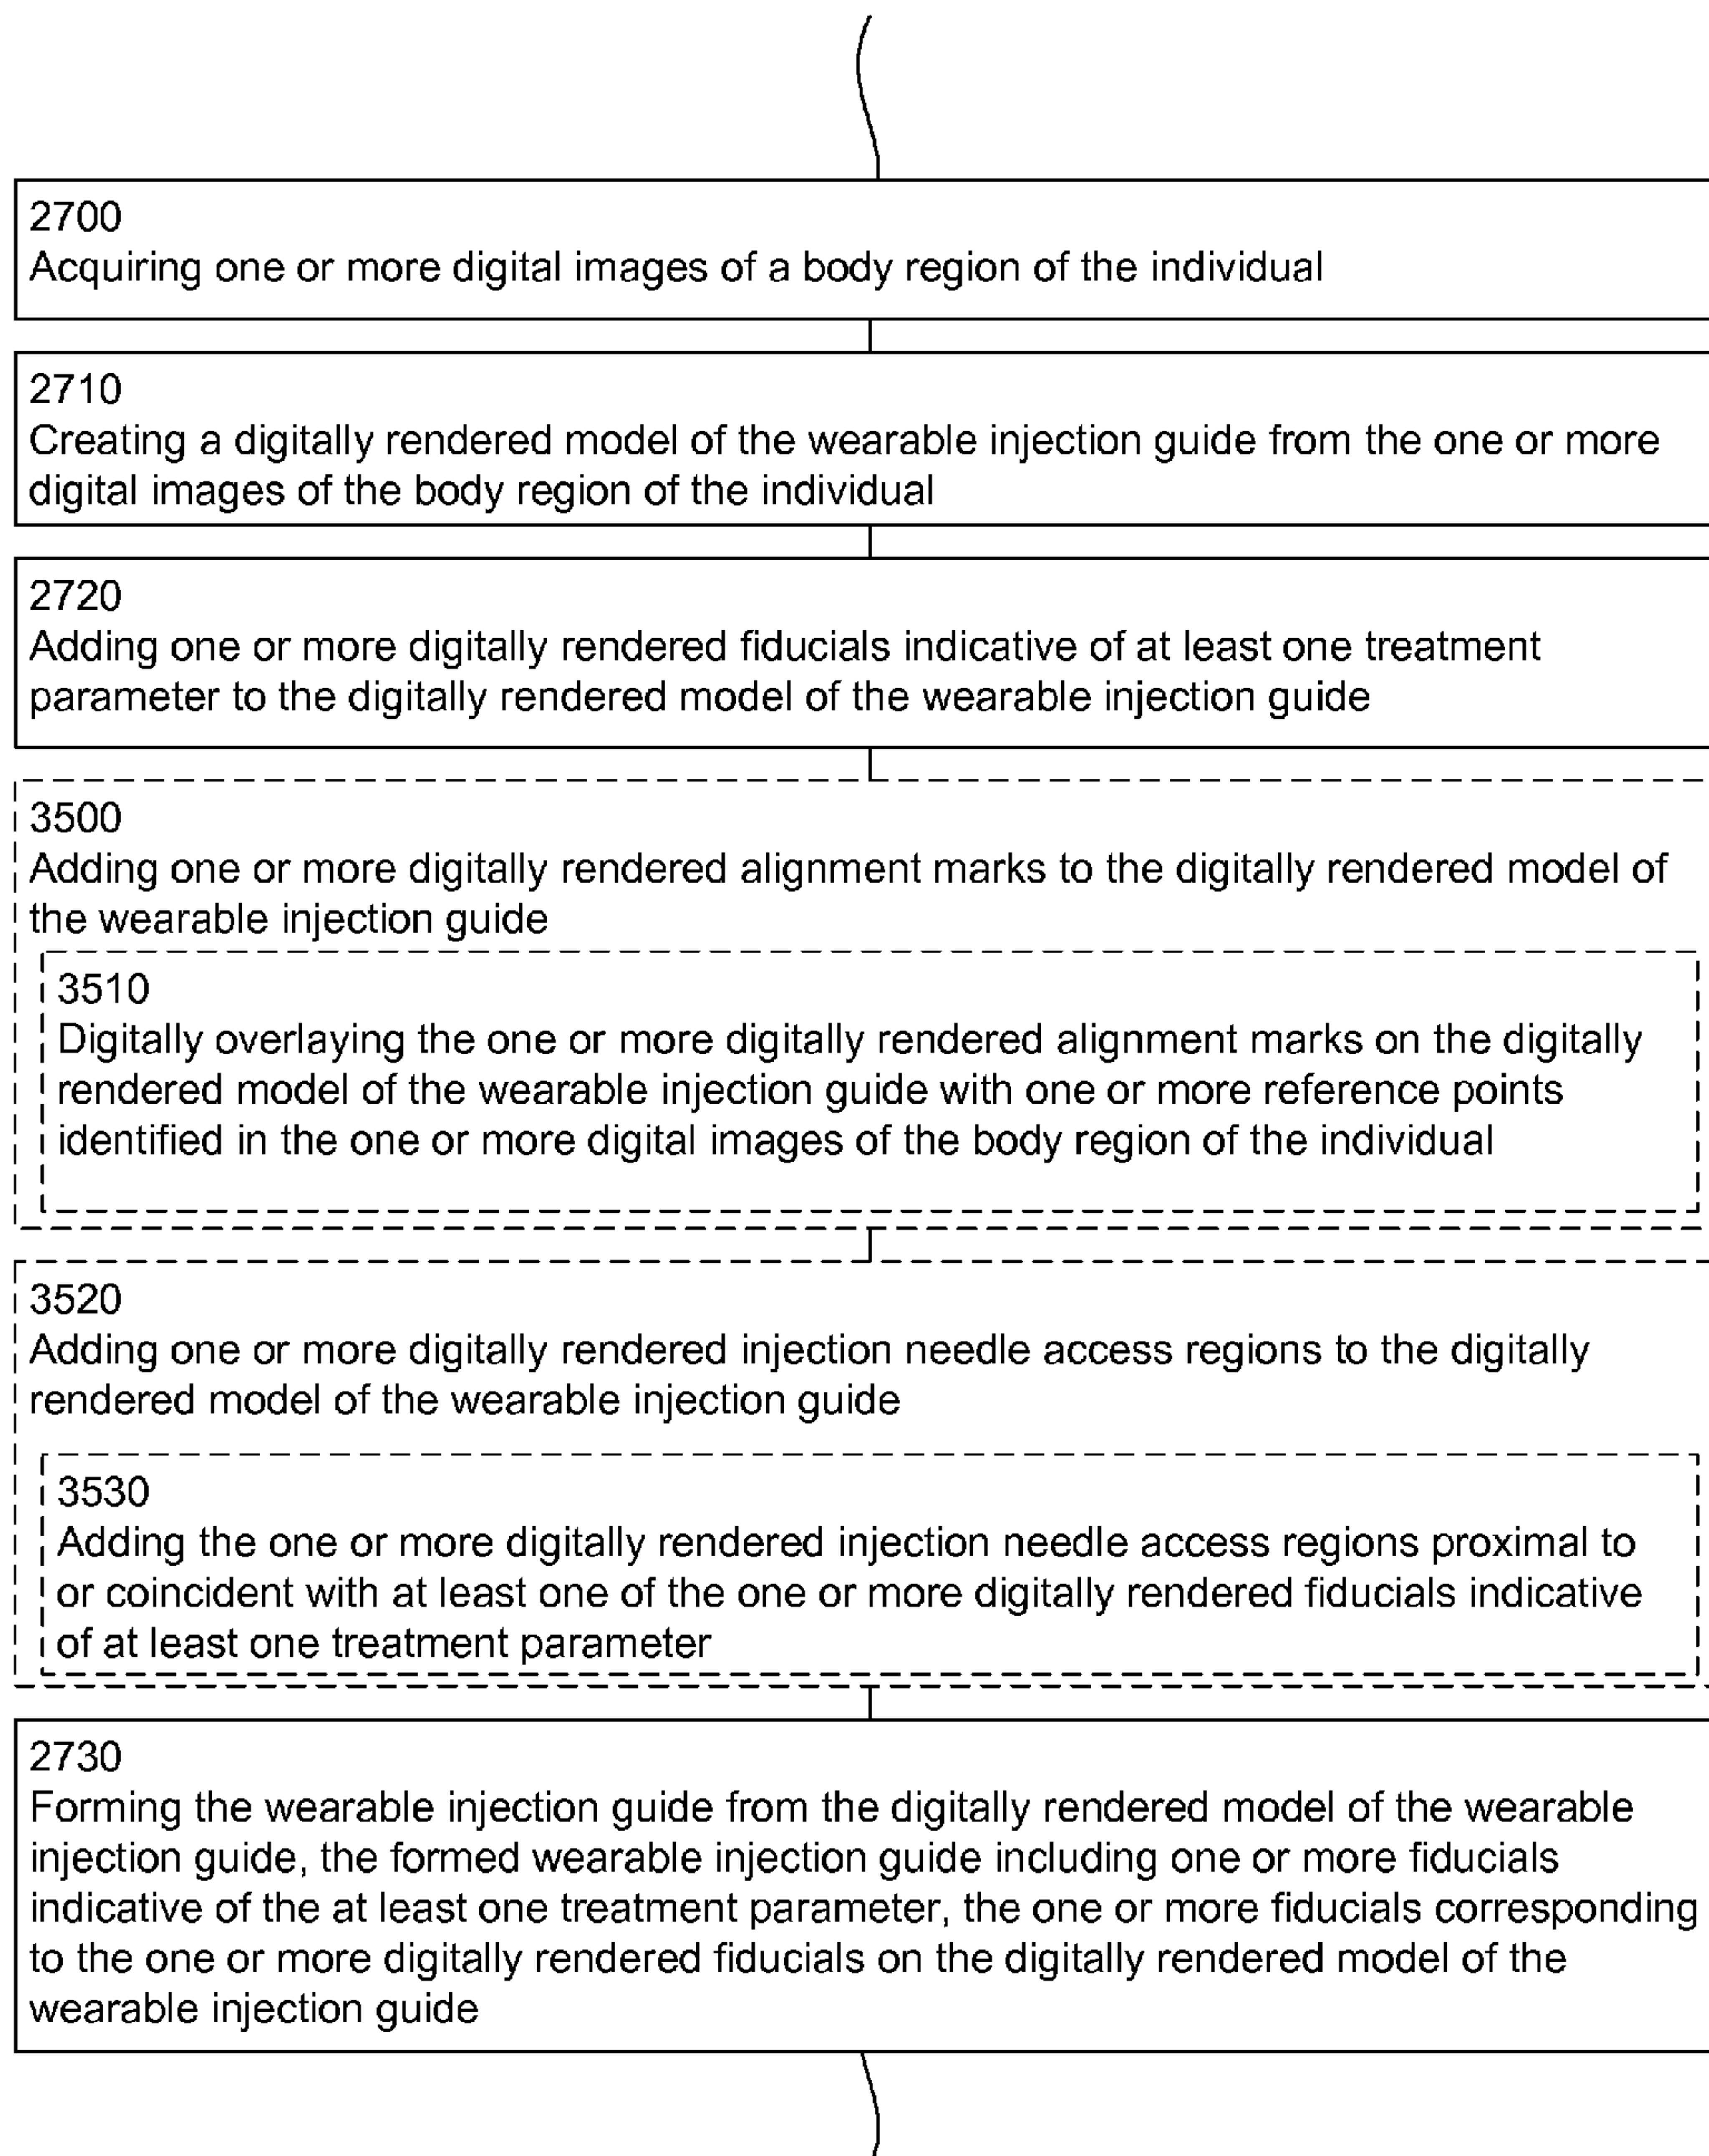 2700
Acquiring one or more digital images of a body region of the individual
2710
Creating a digitally rendered model of the wearable injection guide from the one or more
digital images of the body region of the individual
2720
Adding one or more digitally rendered fiducials indicative of at least one treatment
parameter to the digitally rendered model of the wearable injection guide
3500
Adding one or more digitally rendered alignment marks to the digitally rendered model of
the wearable injection guide
3510
Digitally overlaying the one or more digitally rendered alignment marks on the digitally
rendered model of the wearable injection guide with one or more reference points
identified in the one or more digital images of the body region of the individual
3520
Adding one or more digitally rendered injection needle access regions to the digitally
rendered model of the wearable injection guide
3530
Adding the one or more digitally rendered injection needle access regions proximal to
or coincident with at least one of the one or more digitally rendered fiducials indicative
of at least one treatment parameter
2730
Forming the wearable injection guide from the digitally rendered model of the wearable
injection guide, the formed wearable injection guide including one or more fiducials
indicative of the at least one treatment parameter, the one or more fiducials corresponding
to the one or more digitally rendered fiducials on the digitally rendered model of the
wearable injection guide